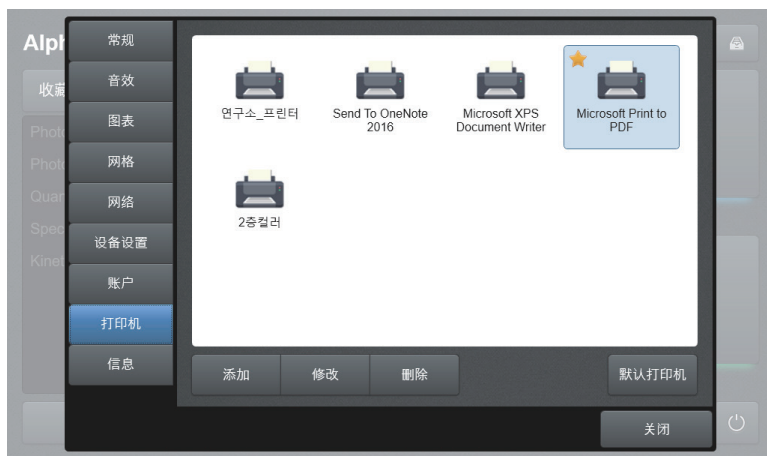 Alph
收藏
Photo
Photo
Quan
Spec
Kinet
常规
音效
图表
网格
网络
设备设置
账户
打印机
信息
연구소_프린터
Send To OneNote
2016
Microsoft XPS
Document Writer
Microsoft Print to
PDF
2층컬러
添加
修改
删除
默认打印机
关闭